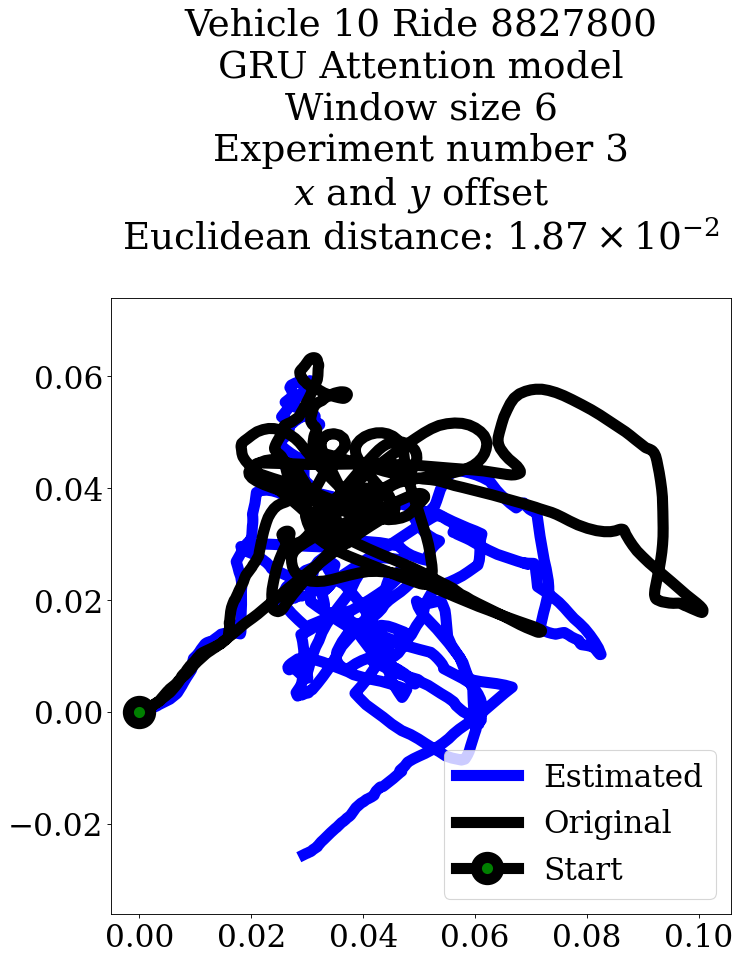 Vehicle 10 Ride 8827800
GRU Attention model
Window size 6
Experiment number 3
x and y offset
Euclidean distance: 1.87 × 10⁻²
0.06
0.04
0.02
0.00
−0.02
Estimated
Original
Start
0.00 0.02 0.04 0.06 0.08 0.10